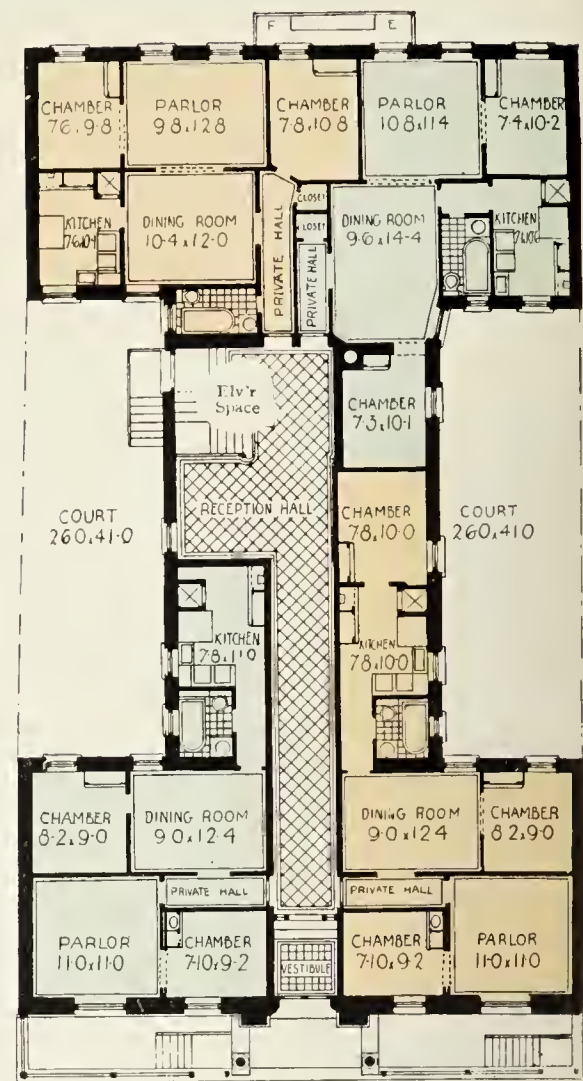 F E
CHAMBER
7·6 x 9·8
PARLOR
9·8 x 12·8
CHAMBER
7·8 x 10·8
PARLOR
10·8 x 11·4
CHAMBER
7·4 x 10·2
KITCHEN
DINING ROOM
10·4 x 12·0
PRIVATE HALL
CLOSET
CLOSET
PRIVATE HALL
DINING ROOM
9·6 x 14·4
KITCHEN
Elv'r
Space
CHAMBER
7·3 x 10·1
COURT
26·0 x 41·0
RECEPTION HALL
CHAMBER
7·8 x 10·0
COURT
26·0 x 41·0
KITCHEN
7·8 x 11·0
KITCHEN
7·8 x 10·0
CHAMBER
8·2 x 9·0
DINING ROOM
9·0 x 12·4
DINING ROOM
9·0 x 12·4
CHAMBER
8·2 x 9·0
PRIVATE HALL
PRIVATE HALL
PARLOR
11·0 x 11·0
CHAMBER
7·10 x 9·2
VESTIBULE
CHAMBER
7·10 x 9·2
PARLOR
11·0 x 11·0